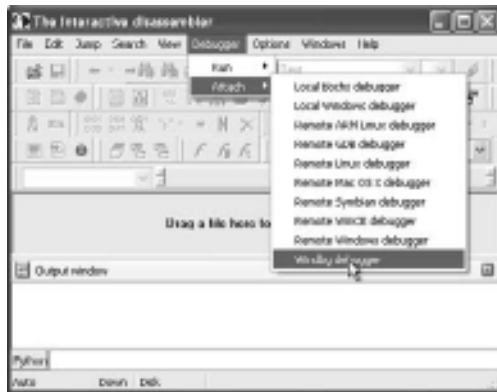 The Interactive disassembler
File Edit Jump Search View Debugger Options Windows Help
Run
Attach
Local Bochs debugger
Local Windows debugger
Remote ARM Linux debugger
Remote GDB debugger
Remote Linux debugger
Remote Mac OS X debugger
Remote Symbian debugger
Remote WinCE debugger
Remote Windows debugger
Windbg debugger
Drag a file here to
Output window
Python
AU: Down Disk